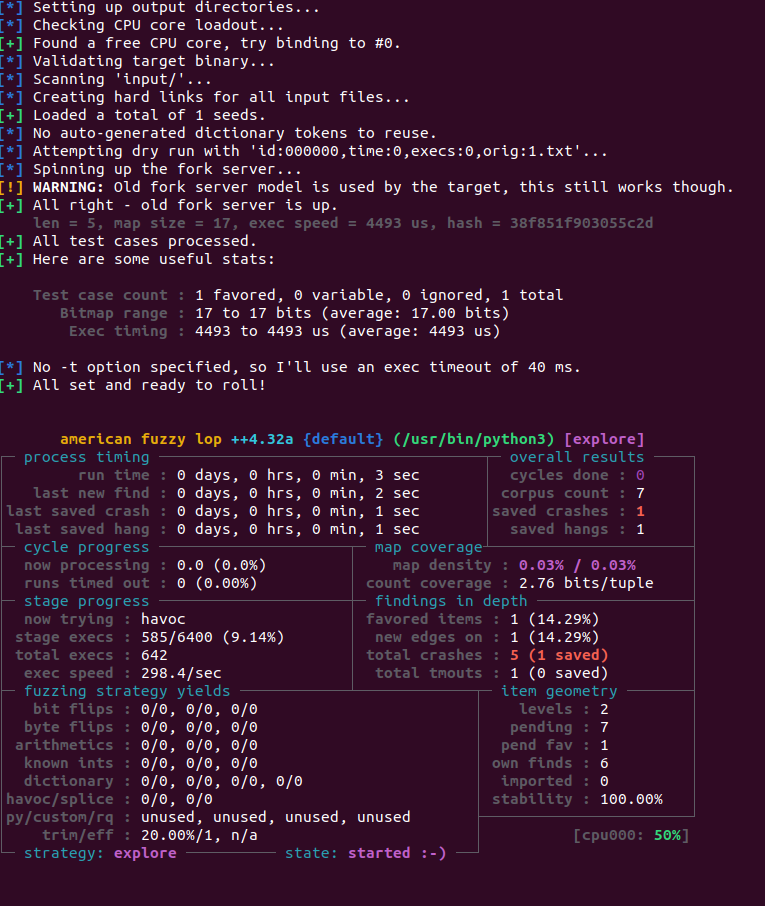 [*] Setting up output directories...
[*] Checking CPU core loadout...
[+] Found a free CPU core, try binding to #0.
[*] Validating target binary...
[*] Scanning 'input/'...
[*] Creating hard links for all input files...
[+] Loaded a total of 1 seeds.
[*] No auto-generated dictionary tokens to reuse.
[*] Attempting dry run with 'id:000000,time:0,execs:0,orig:1.txt'...
[*] Spinning up the fork server...
[!] WARNING: Old fork server model is used by the target, this still works though.
[+] All right - old fork server is up.
len = 5, map size = 17, exec speed = 4493 us, hash = 38f851f903055c2d
[+] All test cases processed.
[+] Here are some useful stats:
Test case count : 1 favored, 0 variable, 0 ignored, 1 total
Bitmap range : 17 to 17 bits (average: 17.00 bits)
Exec timing : 4493 to 4493 us (average: 4493 us)
[*] No -t option specified, so I'll use an exec timeout of 40 ms.
[+] All set and ready to roll!
american fuzzy lop ++4.32a {default} (/usr/bin/python3) [explore]
process timing overall results
run time : 0 days, 0 hrs, 0 min, 3 sec cycles done : 0
last new find : 0 days, 0 hrs, 0 min, 2 sec corpus count : 7
last saved crash : 0 days, 0 hrs, 0 min, 1 sec saved crashes : 1
last saved hang : 0 days, 0 hrs, 0 min, 1 sec saved hangs : 1
cycle progress map coverage
now processing : 0.0 (0.0%) map density : 0.03% / 0.03%
runs timed out : 0 (0.00%) count coverage : 2.76 bits/tuple
stage progress findings in depth
now trying : havoc favored items : 1 (14.29%)
stage execs : 585/6400 (9.14%) new edges on : 1 (14.29%)
total execs : 642 total crashes : 5 (1 saved)
exec speed : 298.4/sec total tmouts : 1 (0 saved)
fuzzing strategy yields item geometry
bit flips : 0/0, 0/0, 0/0 levels : 2
byte flips : 0/0, 0/0, 0/0 pending : 7
arithmetics : 0/0, 0/0, 0/0 pend fav : 1
known ints : 0/0, 0/0, 0/0 own finds : 6
dictionary : 0/0, 0/0, 0/0, 0/0 imported : 0
havoc/splice : 0/0, 0/0 stability : 100.00%
py/custom/rq : unused, unused, unused, unused
trim/eff : 20.00%/1, n/a [cpu000: 50%]
strategy: explore state: started :-)